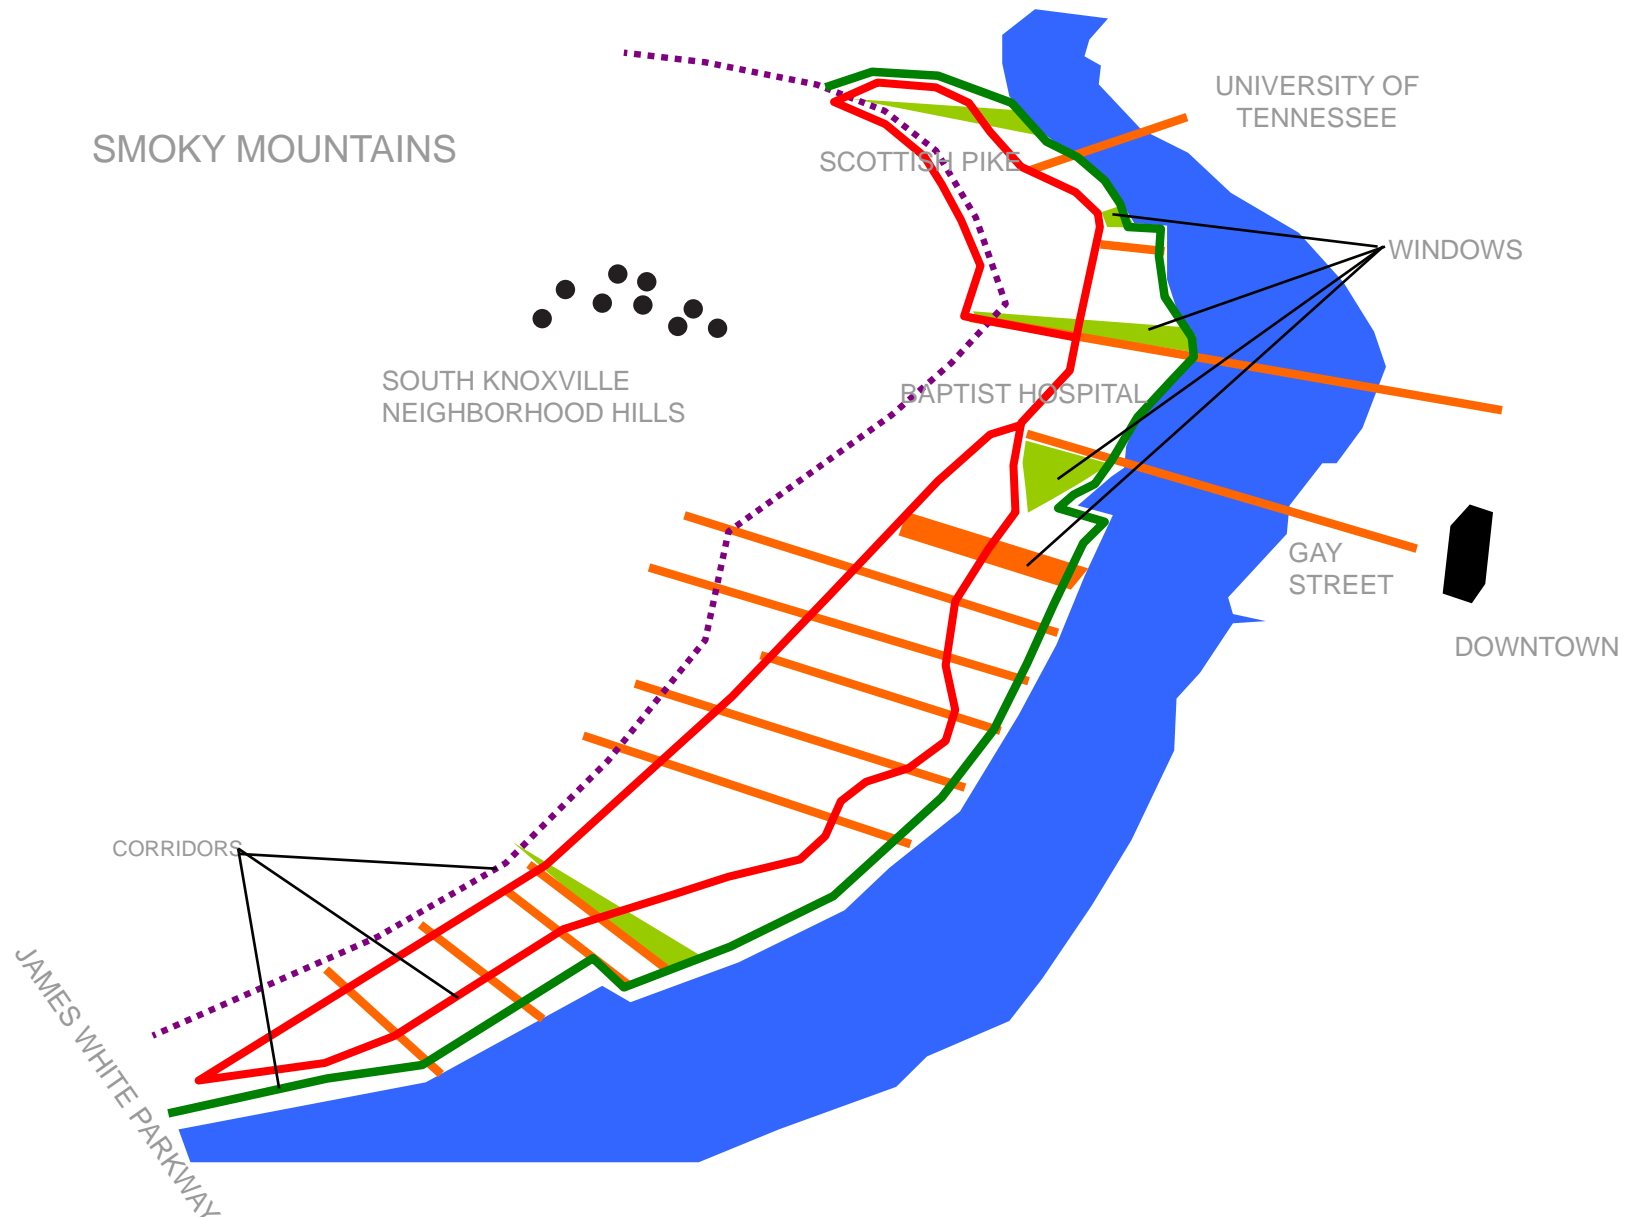 UNIVERSITY OF
TENNESSEE
SMOKY MOUNTAINS
SCOTTISH PIKE
WINDOWS
SOUTH KNOXVILLE
NEIGHBORHOOD HILLS
BAPTIST HOSPITAL
GAY
STREET
DOWNTOWN
CORRIDORS
JAMES WHITE PARKWAY